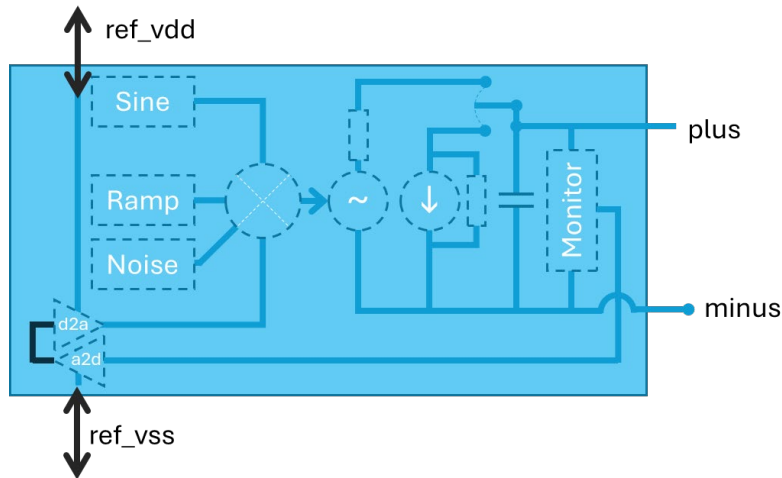 ref_vdd
Sine
plus
Ramp
~
Monitor
Noise
minus
d2a
a2d
ref_vss